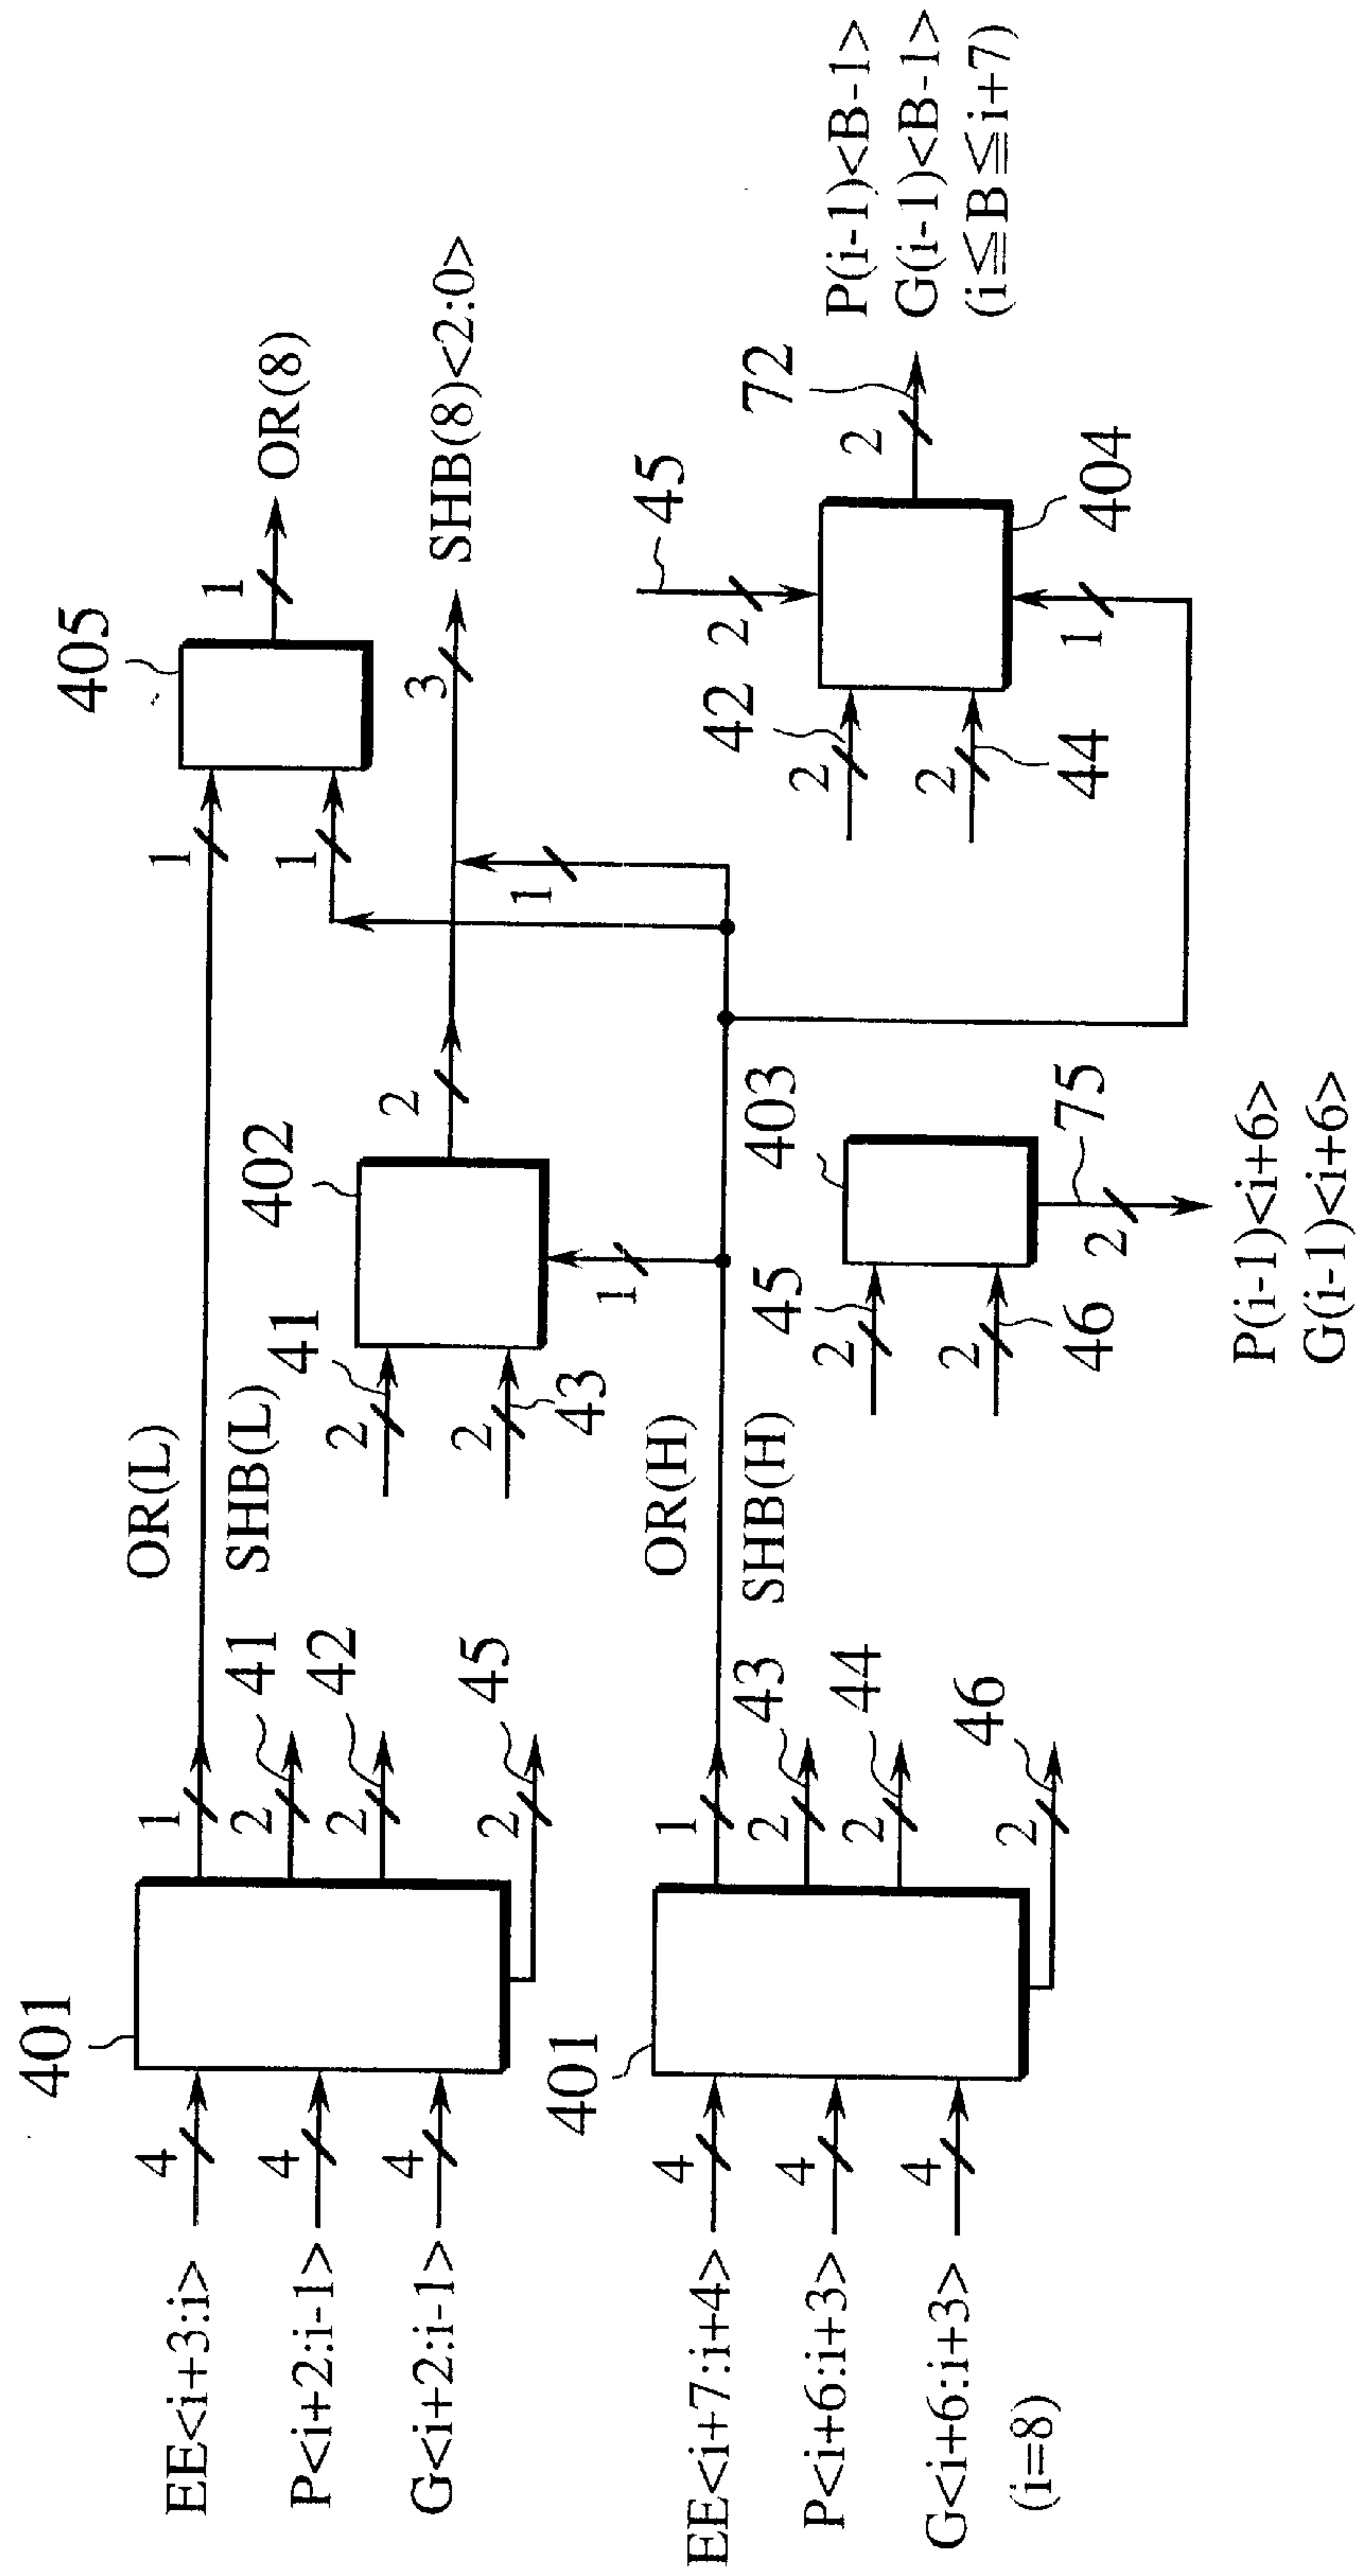 EE<i+3:i>
4
P<i+2:i-1>
4
G<i+2:i-1>
4
401
1
2
41
2
42
2
45
OR(L)
SHB(L)
1
1
405
1
OR(8)
2
41
2
43
402
1
2
1
3
SHB(8)<2:0>
EE<i+7:i+4>
4
P<i+6:i+3>
4
G<i+6:i+3>
4
(i=8)
401
1
2
43
2
44
2
46
OR(H)
SHB(H)
2
45
2
46
403
2
75
P(i-1)<i+6>
G(i-1)<i+6>
2
42
2
44
2
45
1
404
2
72
P(i-1)<B-1>
G(i-1)<B-1>
(i≦B≦i+7)